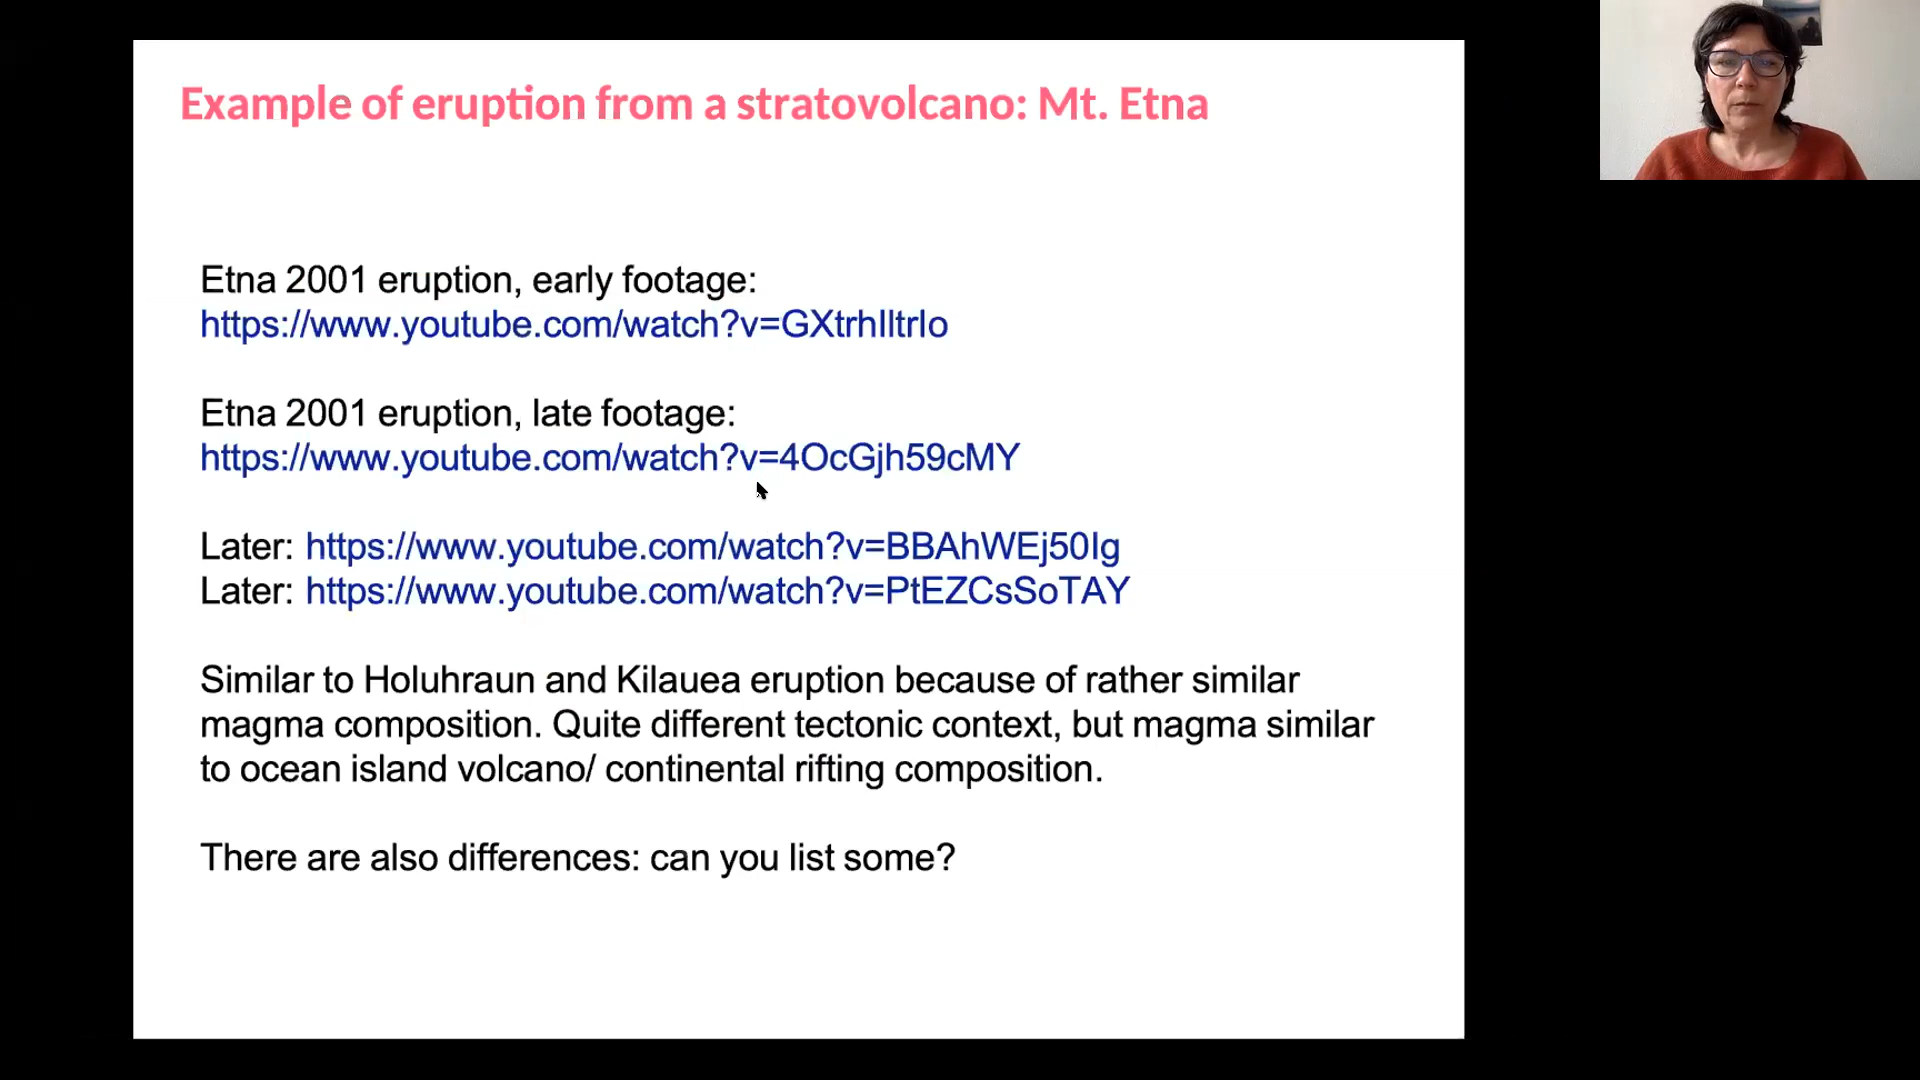 Example of eruption from a stratovolcano: Mt. Etna
Etna 2001 eruption, early footage:
https://www.youtube.com/watch?v=GXtrhIltrIo
Etna 2001 eruption, late footage:
https://www.youtube.com/watch?v=4OcGjh59cMY
Later: https://www.youtube.com/watch?v=BBAhWEj50Ig
Later: https://www.youtube.com/watch?v=PtEZCsSoTAY
Similar to Holuhraun and Kilauea eruption because of rather similar
magma composition. Quite different tectonic context, but magma similar
to ocean island volcano/ continental rifting composition.
There are also differences: can you list some?